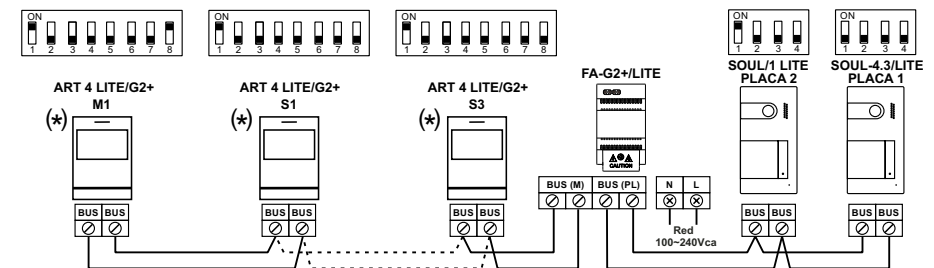 ON
1 2 3 4 5 6 7 8
ON
1 2 3 4 5 6 7 8
ON
1 2 3 4 5 6 7 8
ON
1 2 3 4
ON
1 2 3 4
ART 4 LITE/G2+
M1
(*)
ART 4 LITE/G2+
S1
(*)
ART 4 LITE/G2+
S3
(*)
FA-G2+/LITE
CAUTION
SOUL/1 LITE
PLACA 2
SOUL-4.3/LITE
PLACA 1
BUS BUS
BUS BUS
BUS BUS
BUS (M) BUS (PL)
N L
Red
100~240Vca
BUS BUS
BUS BUS